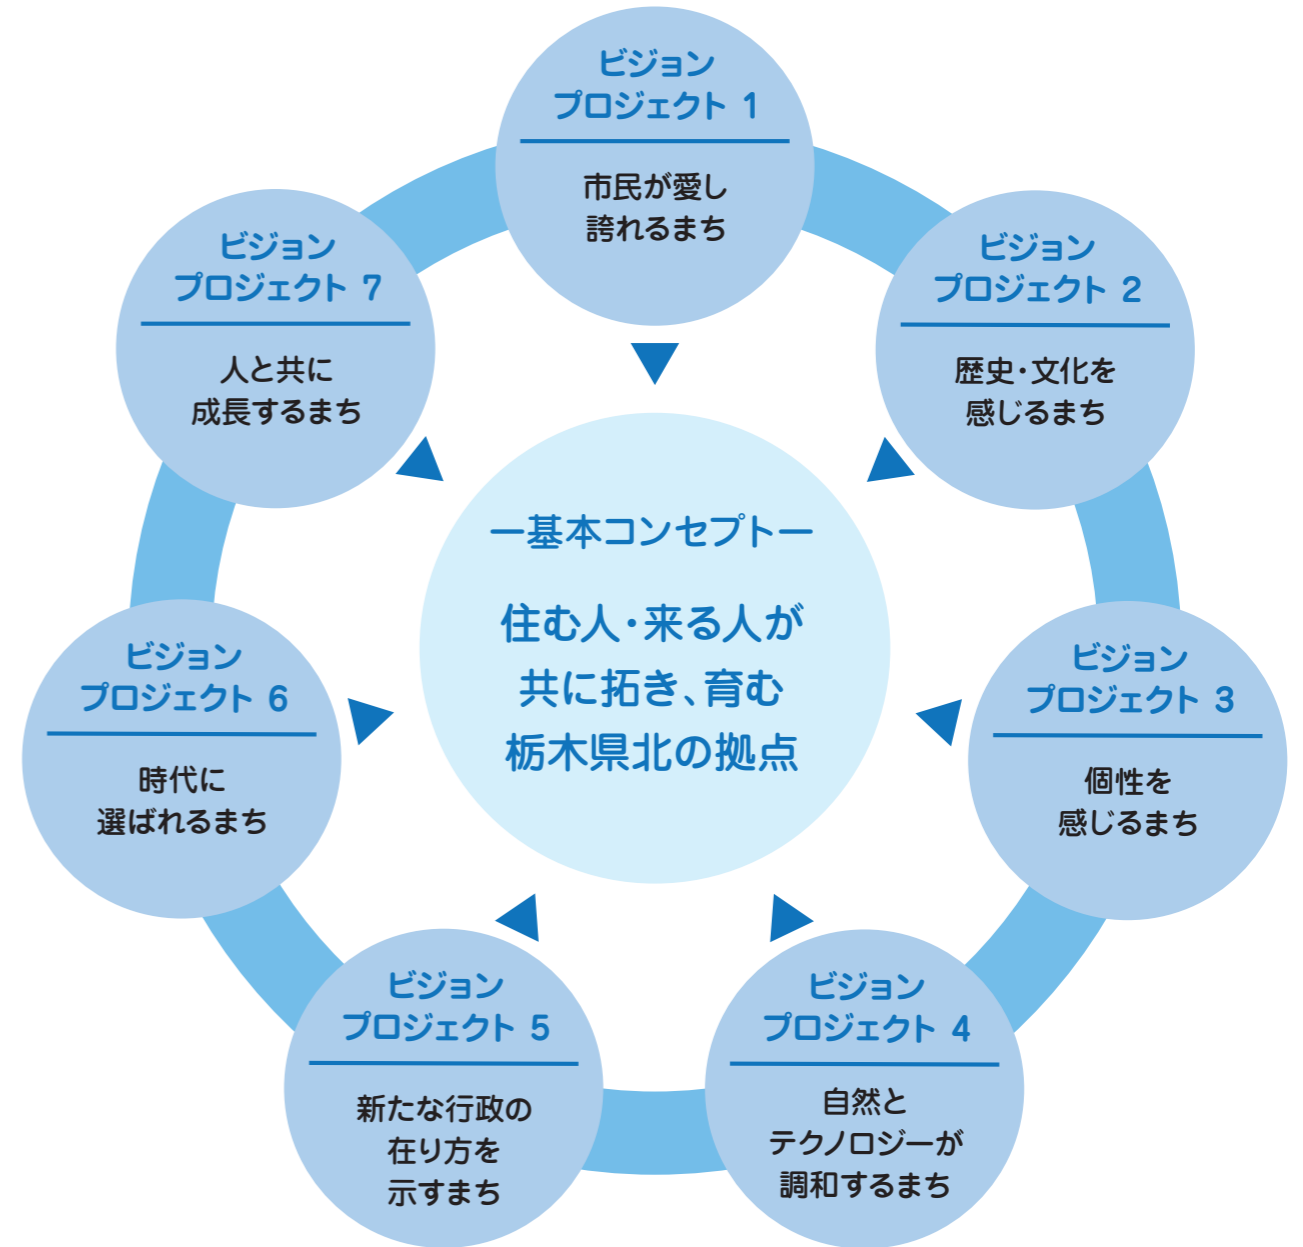 ビジョン
プロジェクト 1
市民が愛し
誇れるまち
ビジョン
プロジェクト 2
歴史・文化を
感じるまち
ビジョン
プロジェクト 3
個性を
感じるまち
ビジョン
プロジェクト 4
自然と
テクノロジーが
調和するまち
ビジョン
プロジェクト 5
新たな行政の
在り方を
示すまち
ビジョン
プロジェクト 6
時代に
選ばれるまち
ビジョン
プロジェクト 7
人と共に
成長するまち
ー基本コンセプトー
住む人・来る人が
共に拓き、育む
栃木県北の拠点